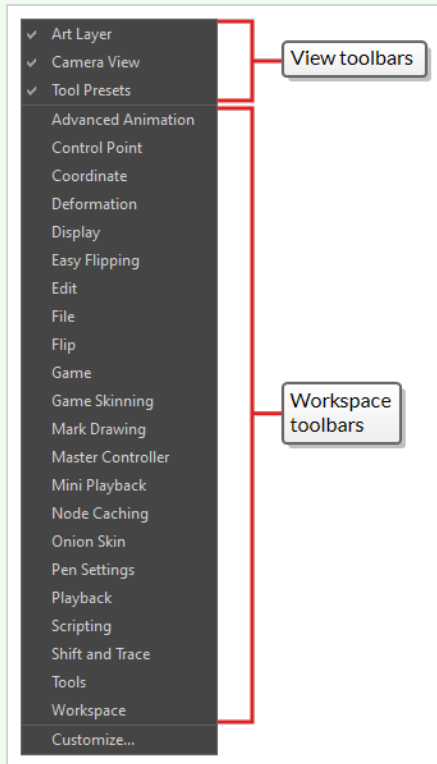 Art Layer
Camera View
Tool Presets
View toolbars
Advanced Animation
Control Point
Coordinate
Deformation
Display
Easy Flipping
Edit
File
Flip
Game
Game Skinning
Mark Drawing
Master Controller
Mini Playback
Node Caching
Onion Skin
Pen Settings
Playback
Scripting
Shift and Trace
Tools
Workspace
Workspace
toolbars
Customize...